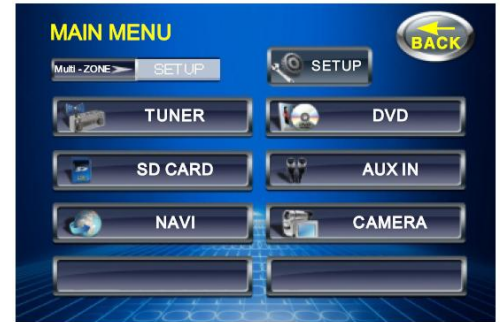 MAIN MENU
BACK
Multi - ZONE SETUP
SETUP
TUNER
DVD
SD CARD
AUX IN
NAVI
CAMERA